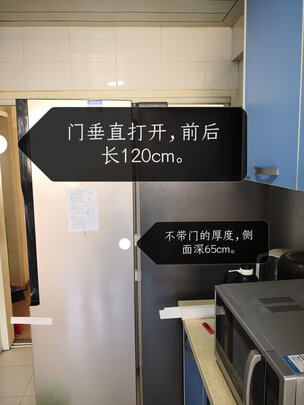 门垂直打开,前后
长120cm。
不带门的厚度,侧
面深65cm。